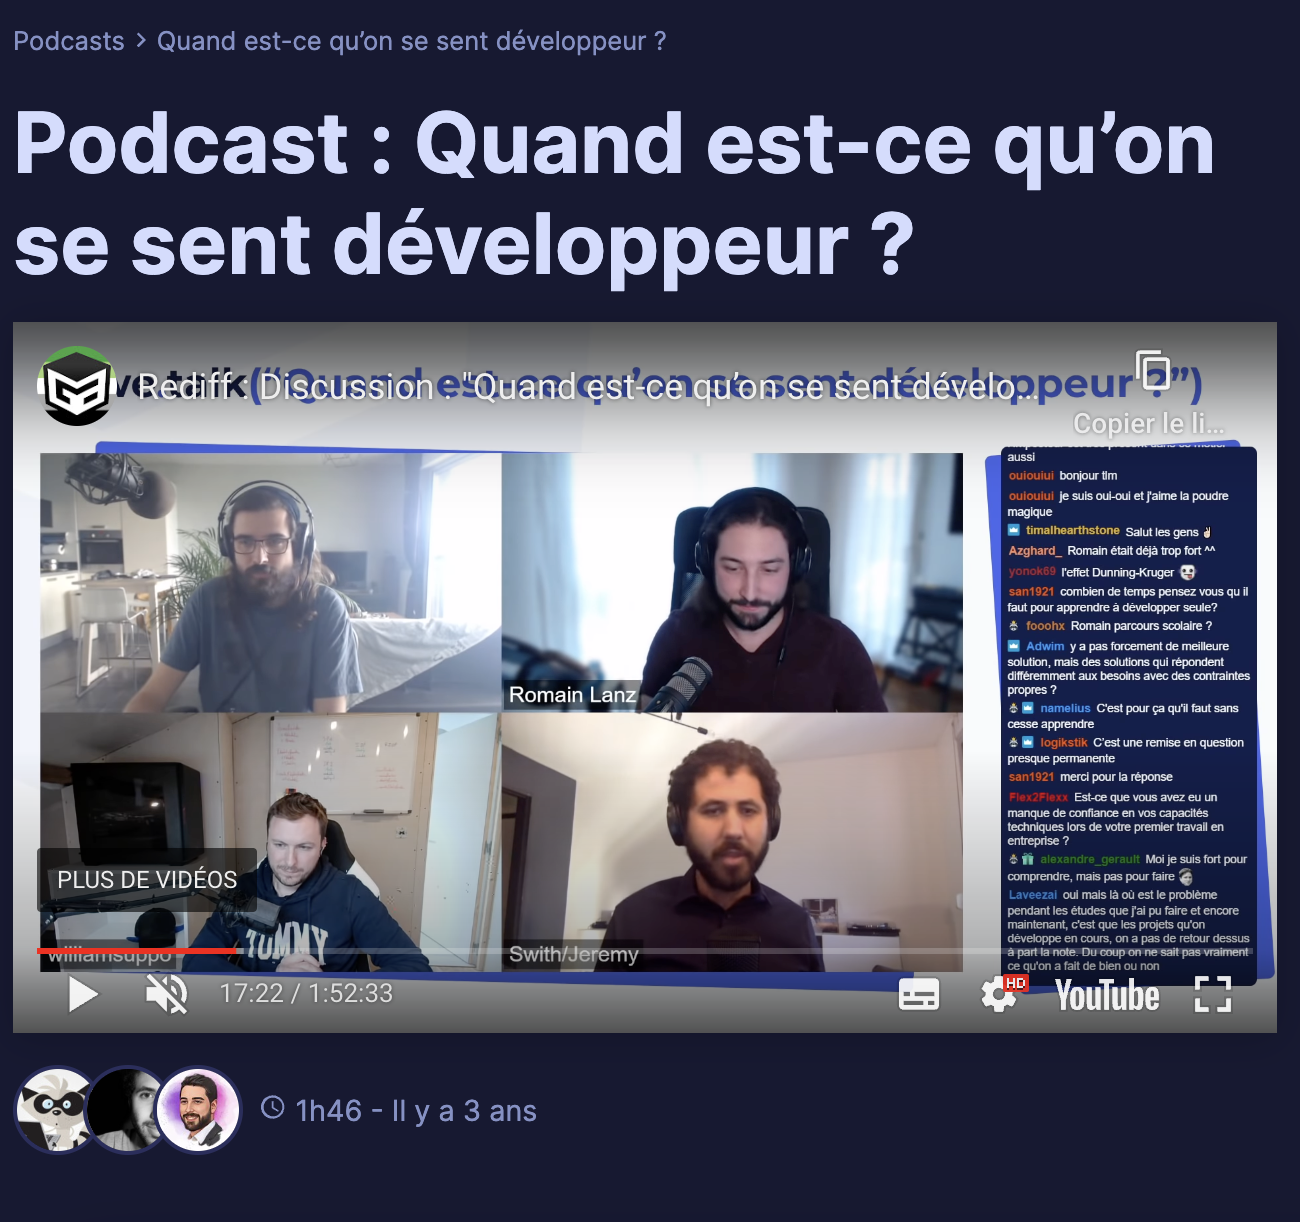 Podcasts > Quand est-ce qu’on se sent développeur ?
Podcast : Quand est-ce qu’on
se sent développeur ?
ve.talk(“Quand est-ce qu’on se sent développeur ?”)
Rediff : Discussion : "Quand est-ce qu’on se sent dévelo...
Copier le li...
aussi
ouiouiui bonjour tlm
ouiouiui je suis oui-oui et j'aime la poudre
magique
timalhearthstone Salut les gens
Azghard_ Romain était déjà trop fort ^^
yonok69 l'effet Dunning-Kruger
san1921 combien de temps pensez vous qu il
faut pour apprendre à développer seule?
fooohx Romain parcours scolaire ?
Adwim y a pas forcement de meilleure
solution, mais des solutions qui répondent
différemment aux besoins avec des contraintes
propres ?
namelius C'est pour ça qu'il faut sans
cesse apprendre
logikstik C'est une remise en question
presque permanente
san1921 merci pour la réponse
Flex2Flexx Est-ce que vous avez eu un
manque de confiance en vos capacités
techniques lors de votre premier travail en
entreprise ?
alexandre_gerault Moi je suis fort pour
comprendre, mais pas pour faire
Laveezai oui mais là où est le problème
pendant les études que j'ai pu faire et encore
maintenant, c'est que les projets qu'on
développe en cours, on a pas de retour dessus
à part la note. Du coup on ne sait pas vraiment
ce qu'on a fait de bien ou non
Romain Lanz
PLUS DE VIDÉOS
TUMMY
williamsuppo
Swith/Jeremy
17:22 / 1:52:33
HD
YouTube
1h46 - Il y a 3 ans